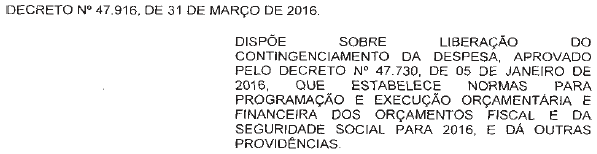 DECRETO Nº 47.916, DE 31 DE MARÇO DE 2016.
DISPÕE SOBRE LIBERAÇÃO DO
CONTINGENCIAMENTO DA DESPESA, APROVADO
PELO DECRETO Nº 47.730, DE 05 DE JANEIRO DE
2016, QUE ESTABELECE NORMAS PARA
PROGRAMAÇÃO E EXECUÇÃO ORÇAMENTÁRIA E
FINANCEIRA DOS ORÇAMENTOS FISCAL E DA
SEGURIDADE SOCIAL PARA 2016, E DÁ OUTRAS
PROVIDÊNCIAS.